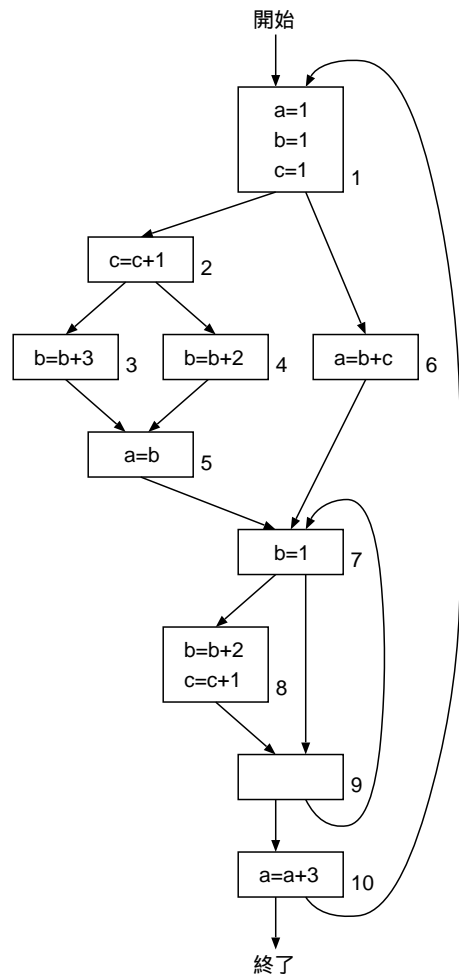 開始
a=1
b=1
c=1
1
c=c+1
2
b=b+3
3
b=b+2
4
a=b+c
6
a=b
5
b=1
7
b=b+2
c=c+1
8
9
a=a+3
10
終了